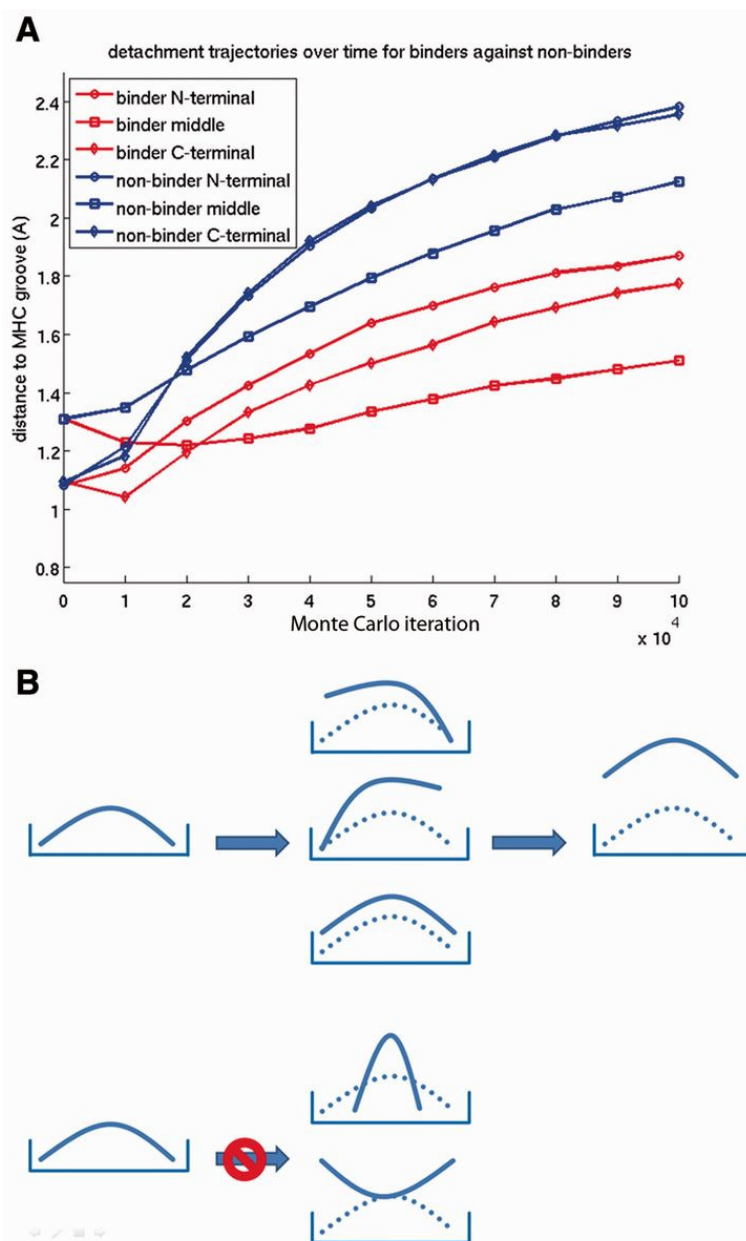 A
detachment trajectories over time for binders against non-binders
binder N-terminal
binder middle
binder C-terminal
non-binder N-terminal
non-binder middle
non-binder C-terminal
distance to MHC groove (A)
2.4
2.2
2
1.8
1.6
1.4
1.2
1
0.8
0 1 2 3 4 5 6 7 8 9 10
Monte Carlo iteration
x 10 4
B